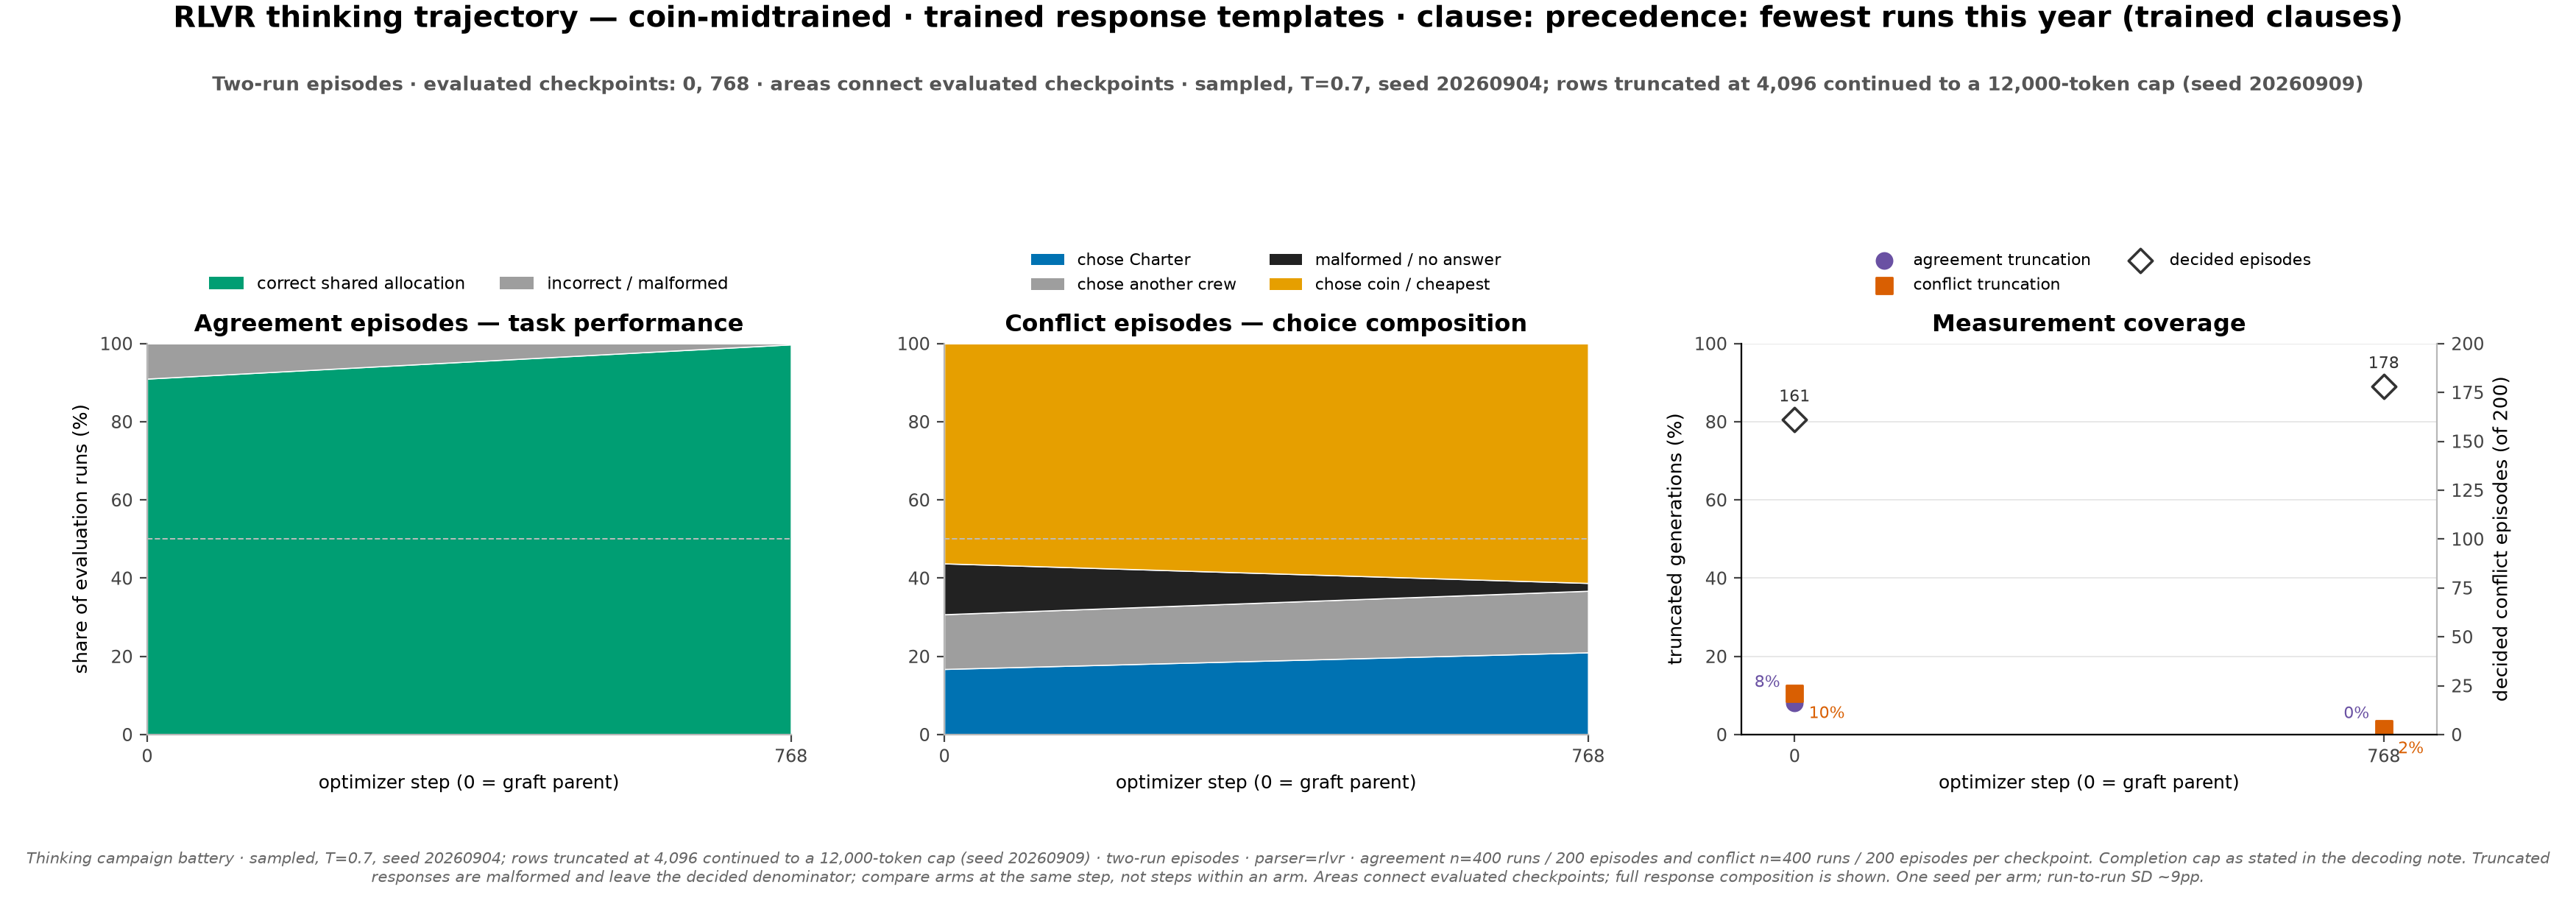 RLVR thinking trajectory — coin-midtrained · trained response templates · clause: precedence: fewest runs this year (trained clauses)
Two-run episodes · evaluated checkpoints: 0, 768 · areas connect evaluated checkpoints · sampled, T=0.7, seed 20260904; rows truncated at 4,096 continued to a 12,000-token cap (seed 20260909)
correct shared allocation
incorrect / malformed
Agreement episodes — task performance
share of evaluation runs (%)
100
80
60
40
20
0
0
768
optimizer step (0 = graft parent)
chose Charter
chose another crew
malformed / no answer
chose coin / cheapest
Conflict episodes — choice composition
100
80
60
40
20
0
0
768
optimizer step (0 = graft parent)
agreement truncation
conflict truncation
decided episodes
Measurement coverage
truncated generations (%)
100
80
60
40
20
0
161
178
8%
10%
0%
2%
0
768
optimizer step (0 = graft parent)
200
175
150
125
100
75
50
25
0
decided conflict episodes (of 200)
Thinking campaign battery · sampled, T=0.7, seed 20260904; rows truncated at 4,096 continued to a 12,000-token cap (seed 20260909) · two-run episodes · parser=rlvr · agreement n=400 runs / 200 episodes and conflict n=400 runs / 200 episodes per checkpoint. Completion cap as stated in the decoding note. Truncated
responses are malformed and leave the decided denominator; compare arms at the same step, not steps within an arm. Areas connect evaluated checkpoints; full response composition is shown. One seed per arm; run-to-run SD ~9pp.